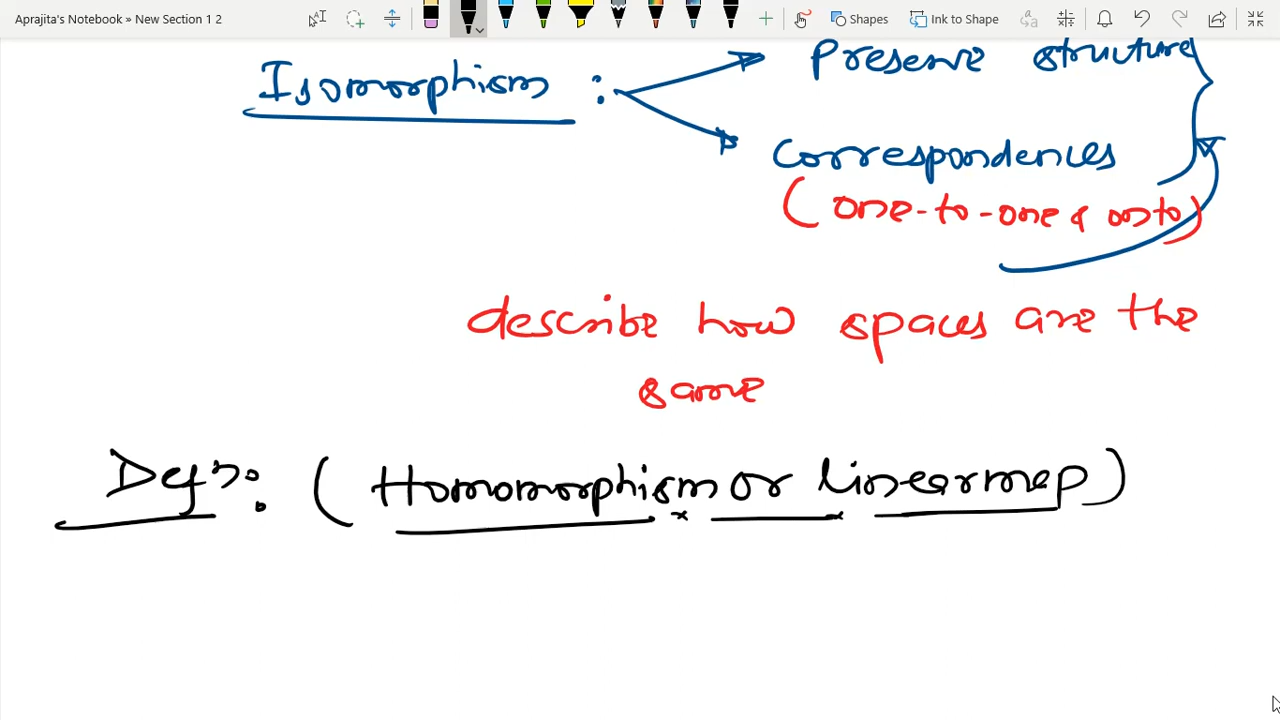 Aprajita's Notebook » New Section 1 2
Shapes
Ink to Shape
Isomorphism :
Preserve structure
Correspondences
(one-to-one & onto)
describe how spaces are the
same
Defn: (Homomorphism or linear map)